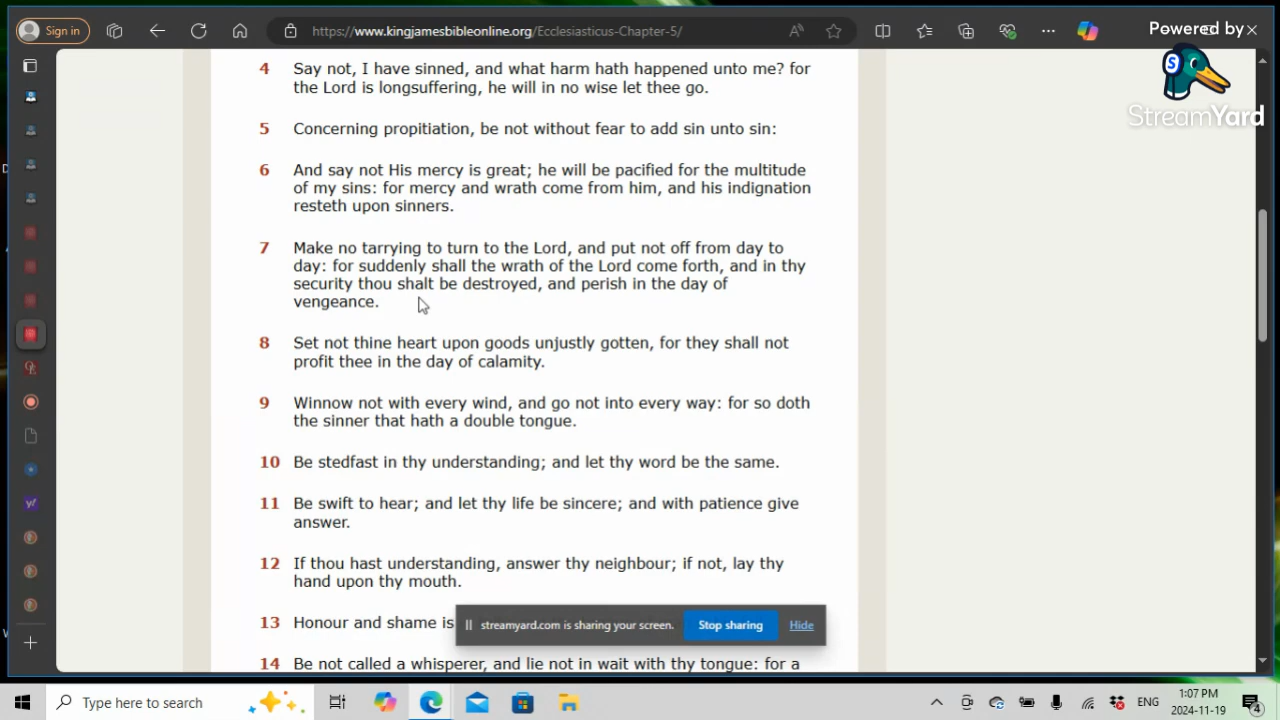 Sign in
https://www.kingjamesbibleonline.org/Ecclesiasticus-Chapter-5/
Powered by
StreamYard
4 Say not, I have sinned, and what harm hath happened unto me? for
the Lord is longsuffering, he will in no wise let thee go.
5 Concerning propitiation, be not without fear to add sin unto sin:
6 And say not His mercy is great; he will be pacified for the multitude
of my sins: for mercy and wrath come from him, and his indignation
resteth upon sinners.
7 Make no tarrying to turn to the Lord, and put not off from day to
day: for suddenly shall the wrath of the Lord come forth, and in thy
security thou shalt be destroyed, and perish in the day of
vengeance.
8 Set not thine heart upon goods unjustly gotten, for they shall not
profit thee in the day of calamity.
9 Winnow not with every wind, and go not into every way: for so doth
the sinner that hath a double tongue.
10 Be stedfast in thy understanding; and let thy word be the same.
11 Be swift to hear; and let thy life be sincere; and with patience give
answer.
12 If thou hast understanding, answer thy neighbour; if not, lay thy
hand upon thy mouth.
13 Honour and shame is
streamyard.com is sharing your screen. Stop sharing Hide
14 Be not called a whisperer, and lie not in wait with thy tongue: for a
Type here to search
ENG
1:07 PM
2024-11-19
4